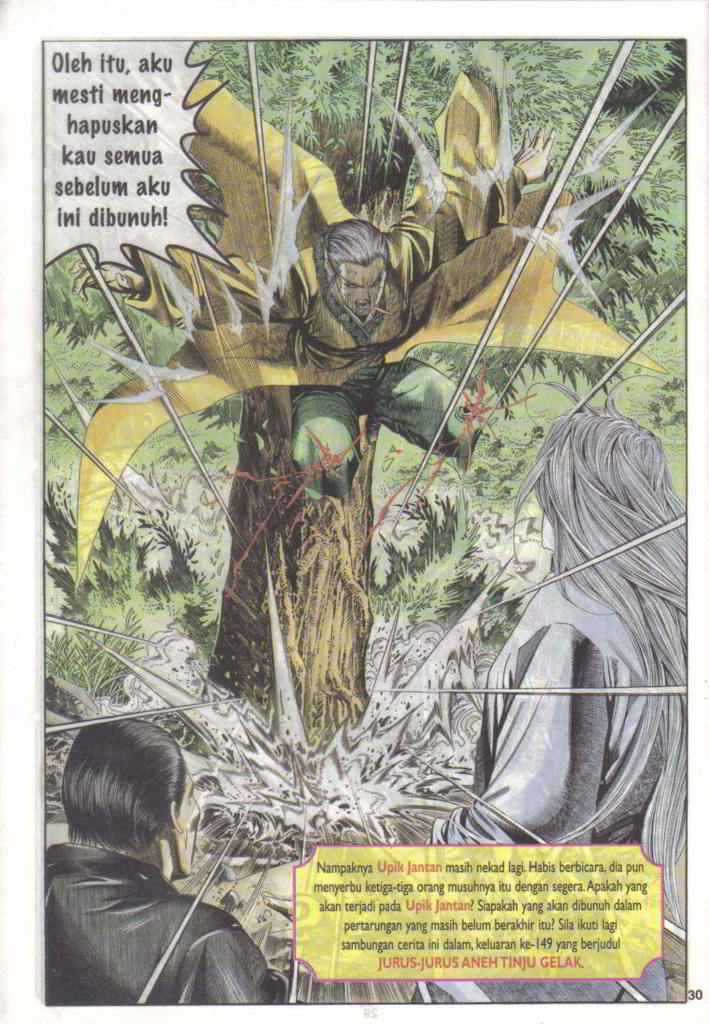 Oleh itu, aku
mesti meng-
hapuskan
kau semua
sebelum aku
ini dibunuh!
Nampaknya Upik Jantan masih nekad lagi. Habis berbicara, dia pun
menyerbu ketiga-tiga orang musuhnya itu dengan segera. Apakah yang
akan terjadi pada Upik Jantan? Siapakah yang akan dibunuh dalam
pertarungan yang masih belum berakhir itu? Sila ikuti lagi
sambungan cerita ini dalam, keluaran ke-149 yang berjudul
JURUS-JURUS ANEH TINJU GELAK.
30